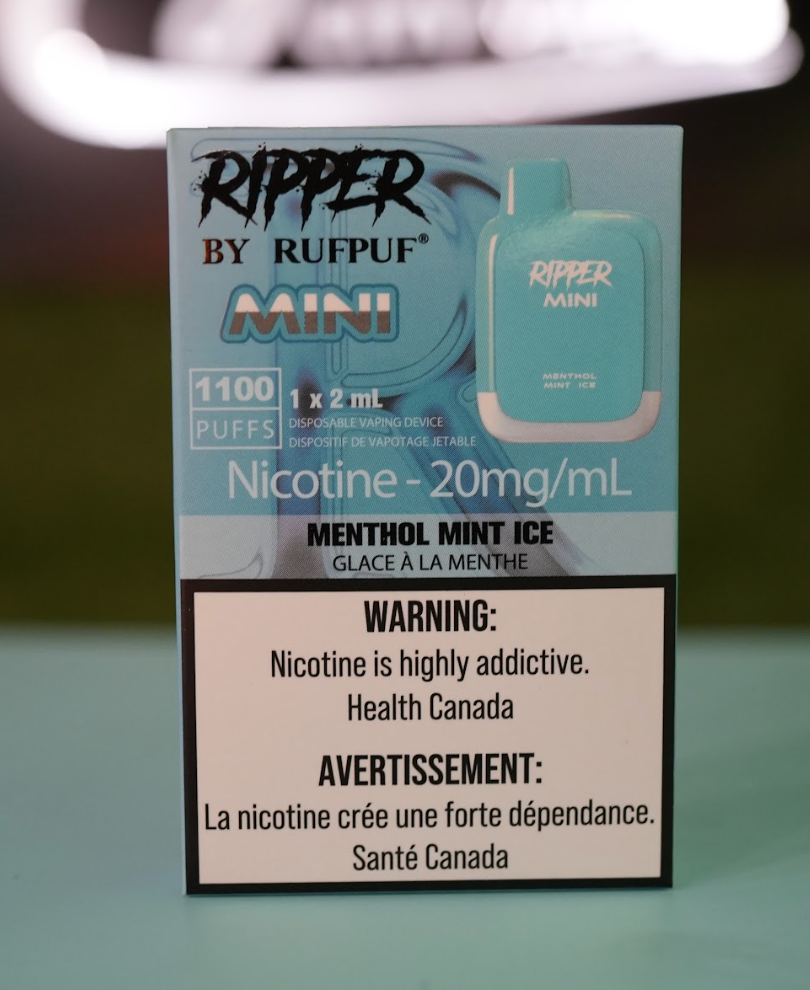 RIPPER
BY RUFPUF®
MINI
1100
PUFFS
1 x 2 mL
DISPOSABLE VAPING DEVICE
DISPOSITIF DE VAPOTAGE JETABLE
RIPPER
MINI
MENTHOL
MINT ICE
Nicotine - 20mg/mL
MENTHOL MINT ICE
GLACE À LA MENTHE
WARNING:
Nicotine is highly addictive.
Health Canada
AVERTISSEMENT:
La nicotine crée une forte dépendance.
Santé Canada